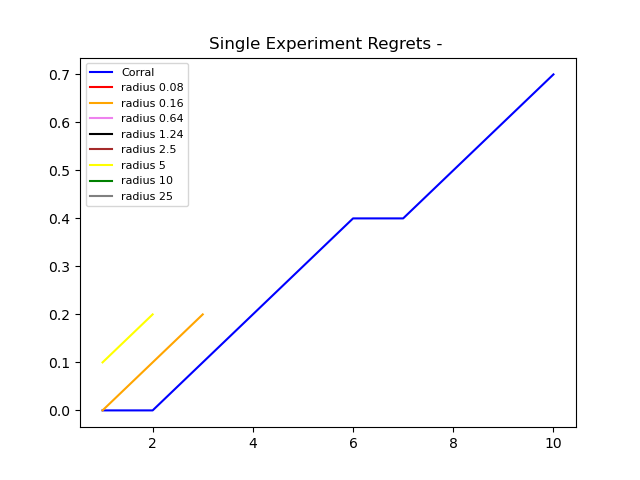 Single Experiment Regrets -
Corral
radius 0.08
radius 0.16
radius 0.64
radius 1.24
radius 2.5
radius 5
radius 10
radius 25
0.7
0.6
0.5
0.4
0.3
0.2
0.1
0.0
2 4 6 8 10